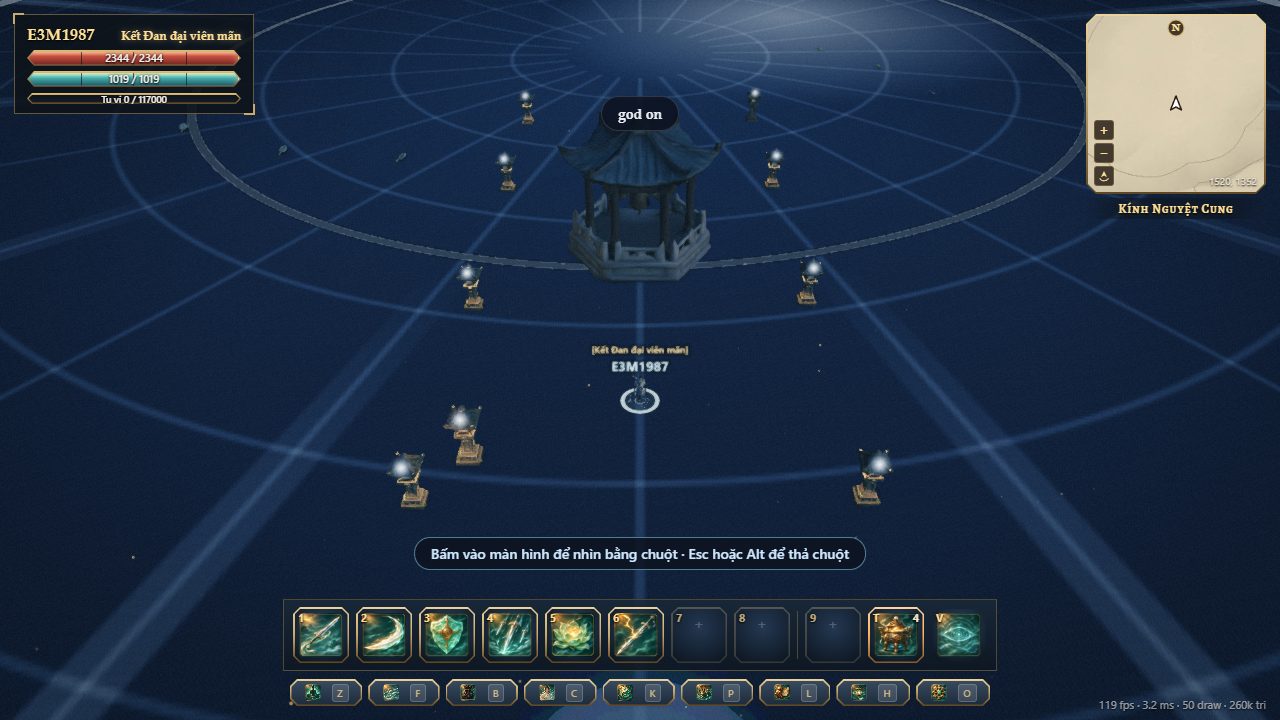 E3M1987
Kết Đan đại viên mãn
2344 / 2344
1019 / 1019
Tu vi 0 / 117000
god on
N
+
−
1520, 1352
Kính Nguyệt Cung
[Kết Đan đại viên mãn]
E3M1987
Bấm vào màn hình để nhìn bằng chuột · Esc hoặc Alt để thả chuột
1 2 3 4 5 6 7 8 9 T 4 V
+ + +
Z F B C K P L H O
119 fps · 3.2 ms · 50 draw · 260k tri